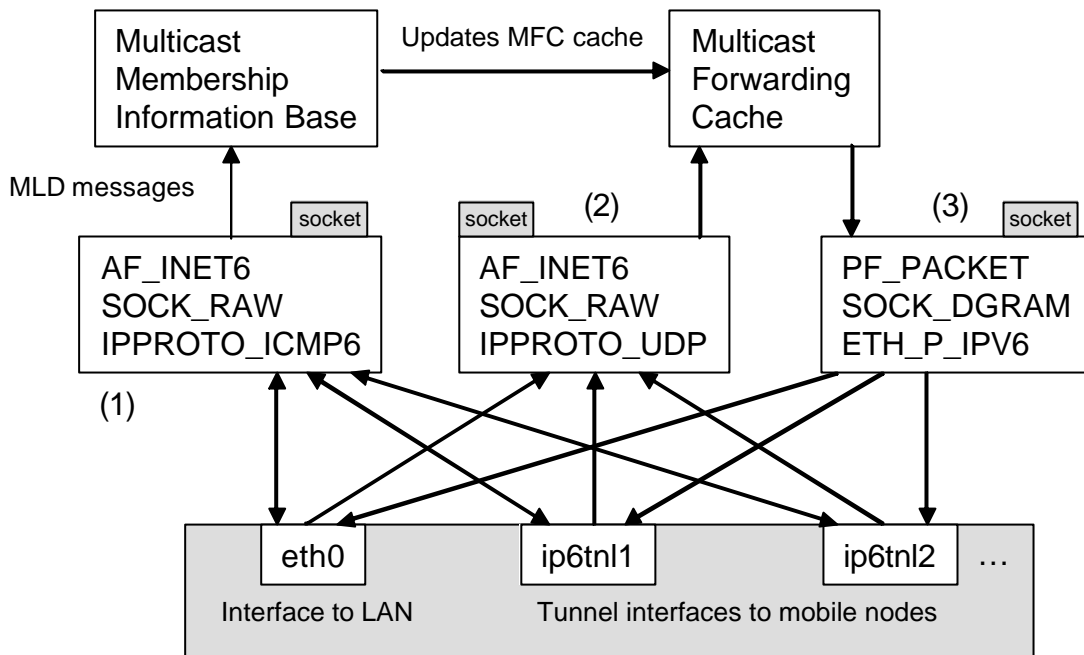 Multicast
Membership
Information Base
Updates MFC cache
Multicast
Forwarding
Cache
MLD messages
socket
(2)
socket
(3)
socket
AF_INET6
SOCK_RAW
IPPROTO_ICMP6
AF_INET6
SOCK_RAW
IPPROTO_UDP
PF_PACKET
SOCK_DGRAM
ETH_P_IPV6
(1)
eth0
ip6tnl1
ip6tnl2
...
Interface to LAN
Tunnel interfaces to mobile nodes